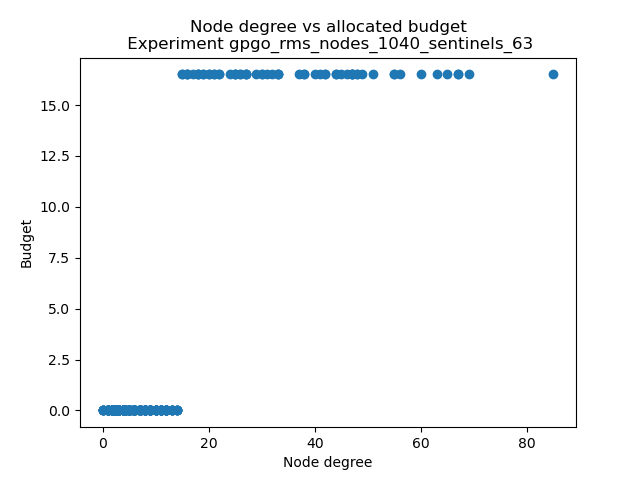 Node degree vs allocated budget
Experiment gpgo_rms_nodes_1040_sentinels_63
Budget
15.0
12.5
10.0
7.5
5.0
2.5
0.0
0 20 40 60 80
Node degree